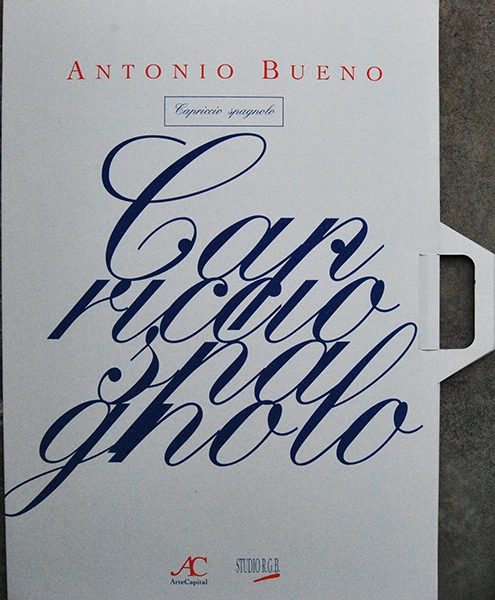 ANTONIO BUENO
Capriccio spagnolo
Cap
riccio
spa
gnolo
AC
ArteCapital
STUDIO R.G.B.